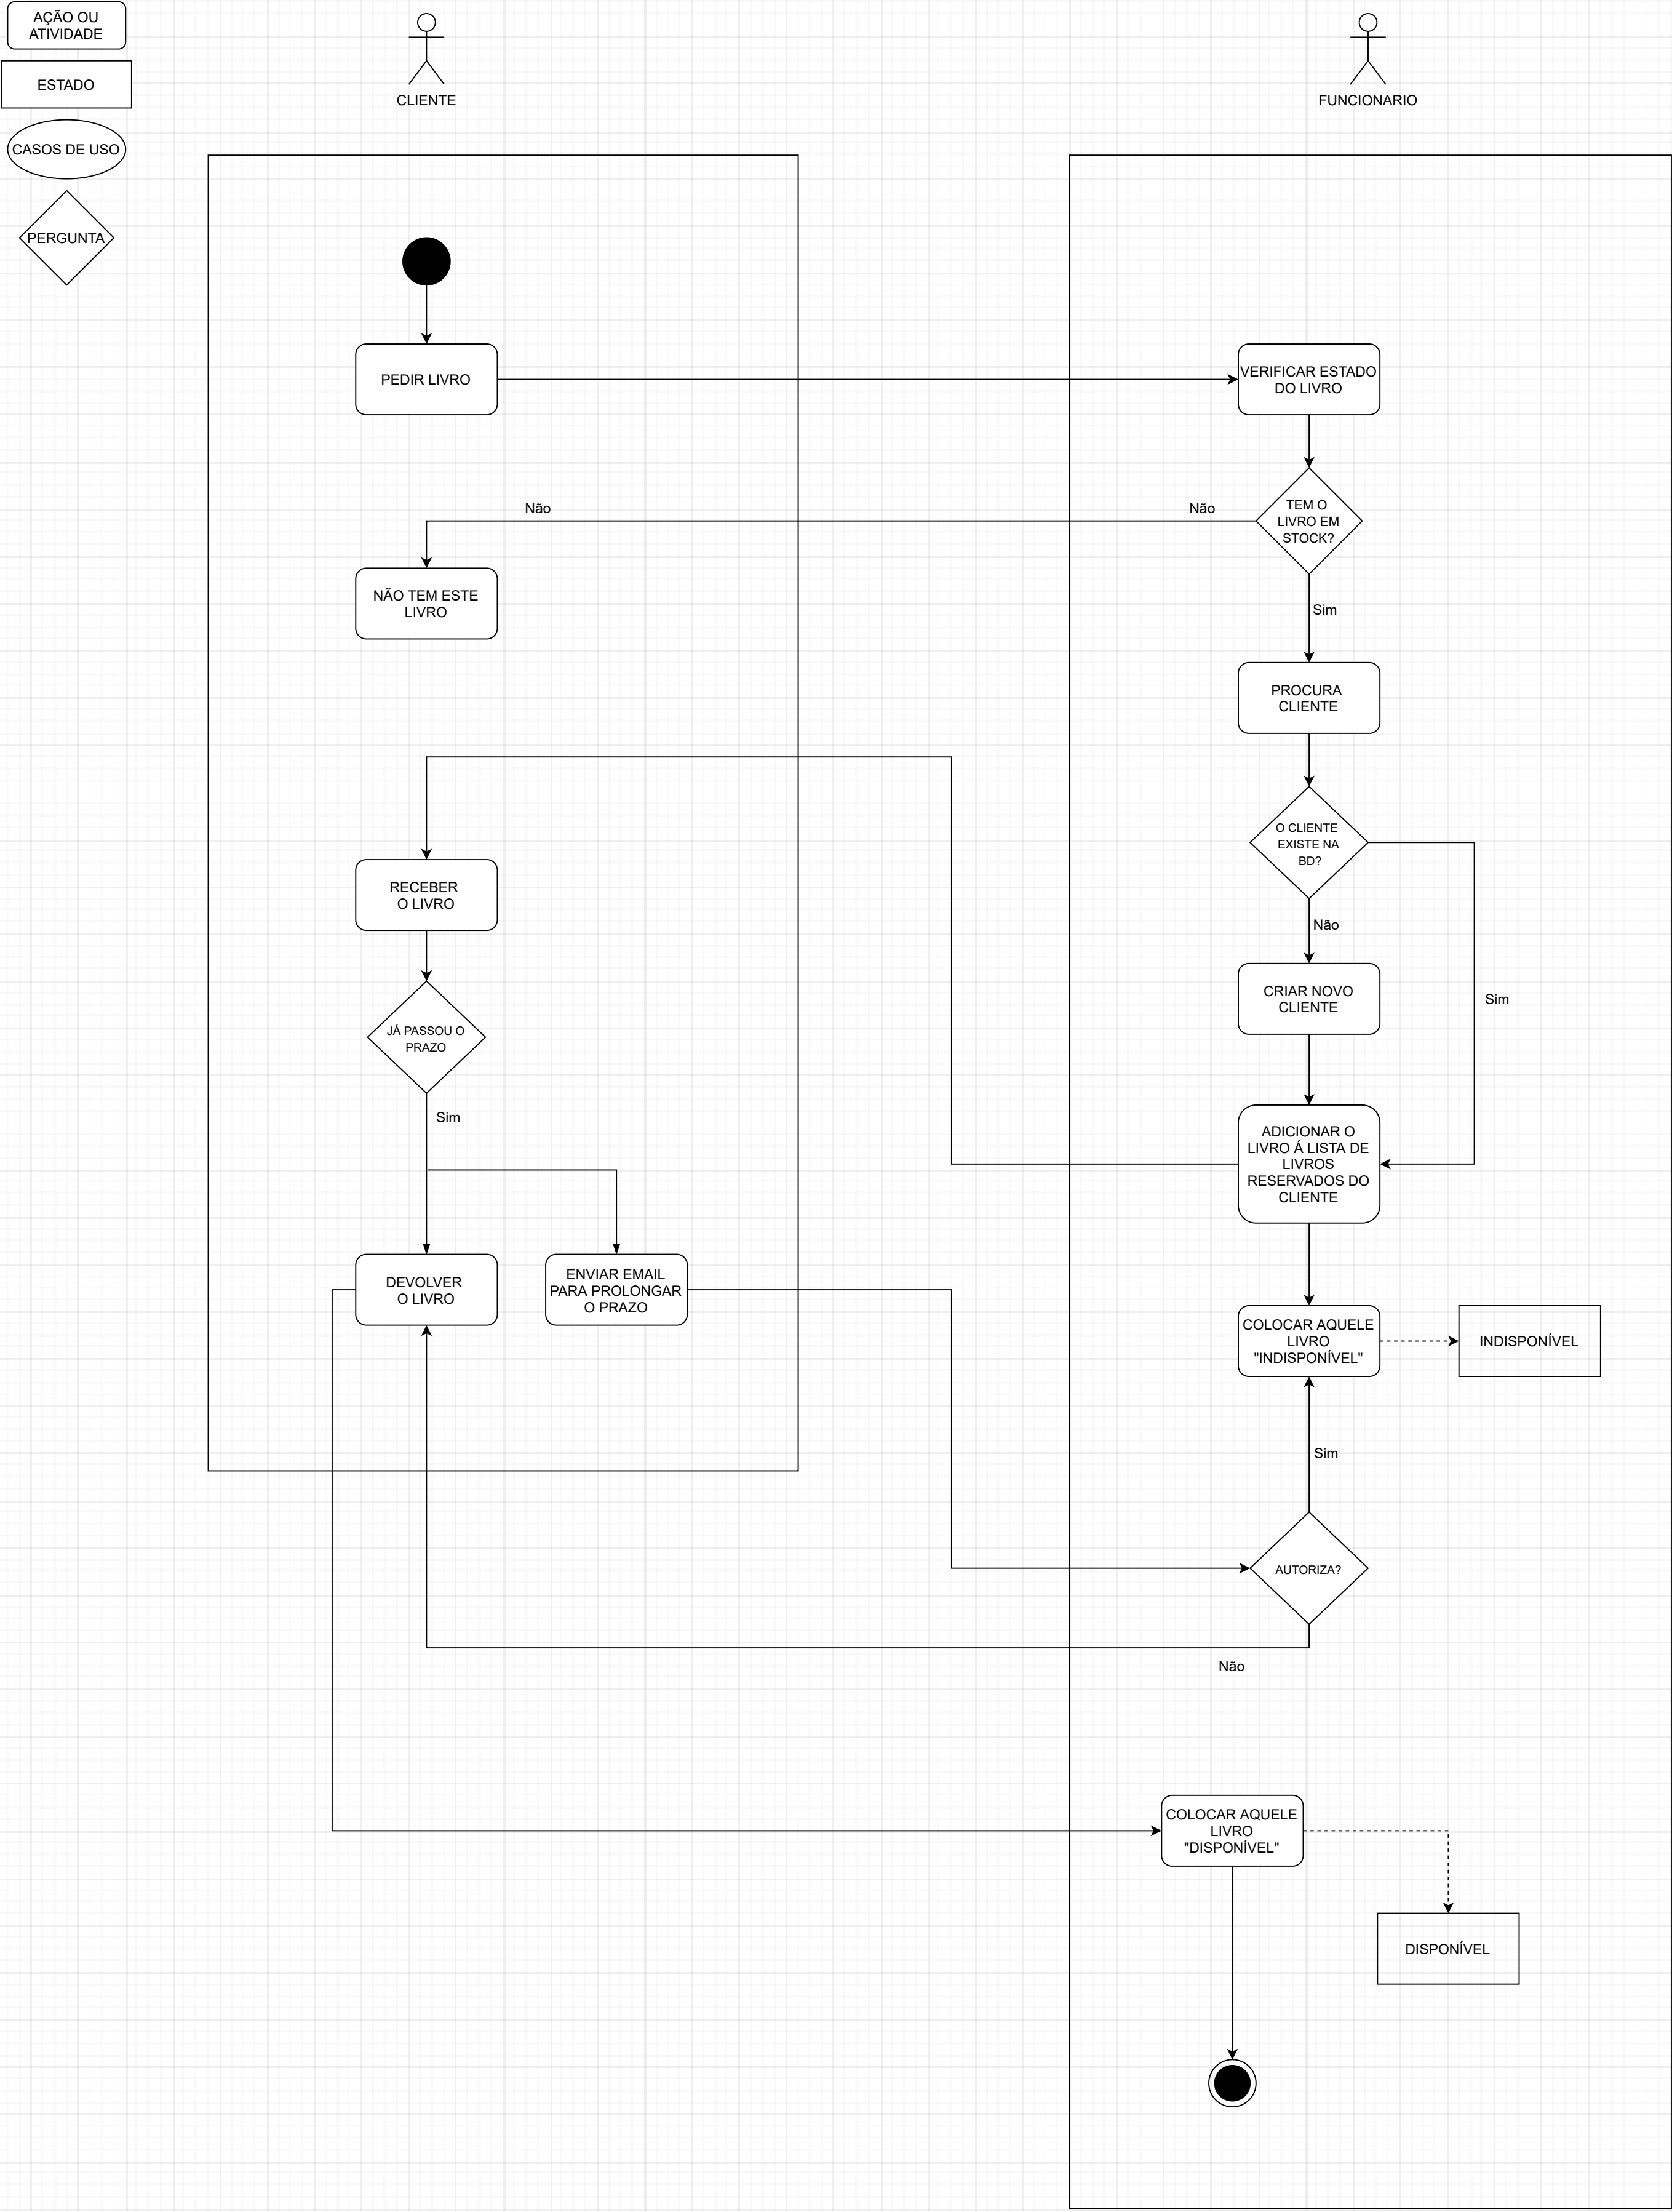 AÇÃO OU
ATIVIDADE
ESTADO
CASOS DE USO
PERGUNTA
CLIENTE
FUNCIONARIO
PEDIR LIVRO
VERIFICAR ESTADO
DO LIVRO
TEM O
LIVRO EM
STOCK?
Não
Não
NÃO TEM ESTE
LIVRO
Sim
PROCURA
CLIENTE
O CLIENTE
EXISTE NA
BD?
Não
Sim
CRIAR NOVO
CLIENTE
ADICIONAR O
LIVRO Á LISTA DE
LIVROS
RESERVADOS DO
CLIENTE
RECEBER
O LIVRO
JÁ PASSOU O
PRAZO
Sim
DEVOLVER
O LIVRO
ENVIAR EMAIL
PARA PROLONGAR
O PRAZO
COLOCAR AQUELE
LIVRO
"INDISPONÍVEL"
INDISPONÍVEL
Sim
AUTORIZA?
Não
COLOCAR AQUELE
LIVRO
"DISPONÍVEL"
DISPONÍVEL